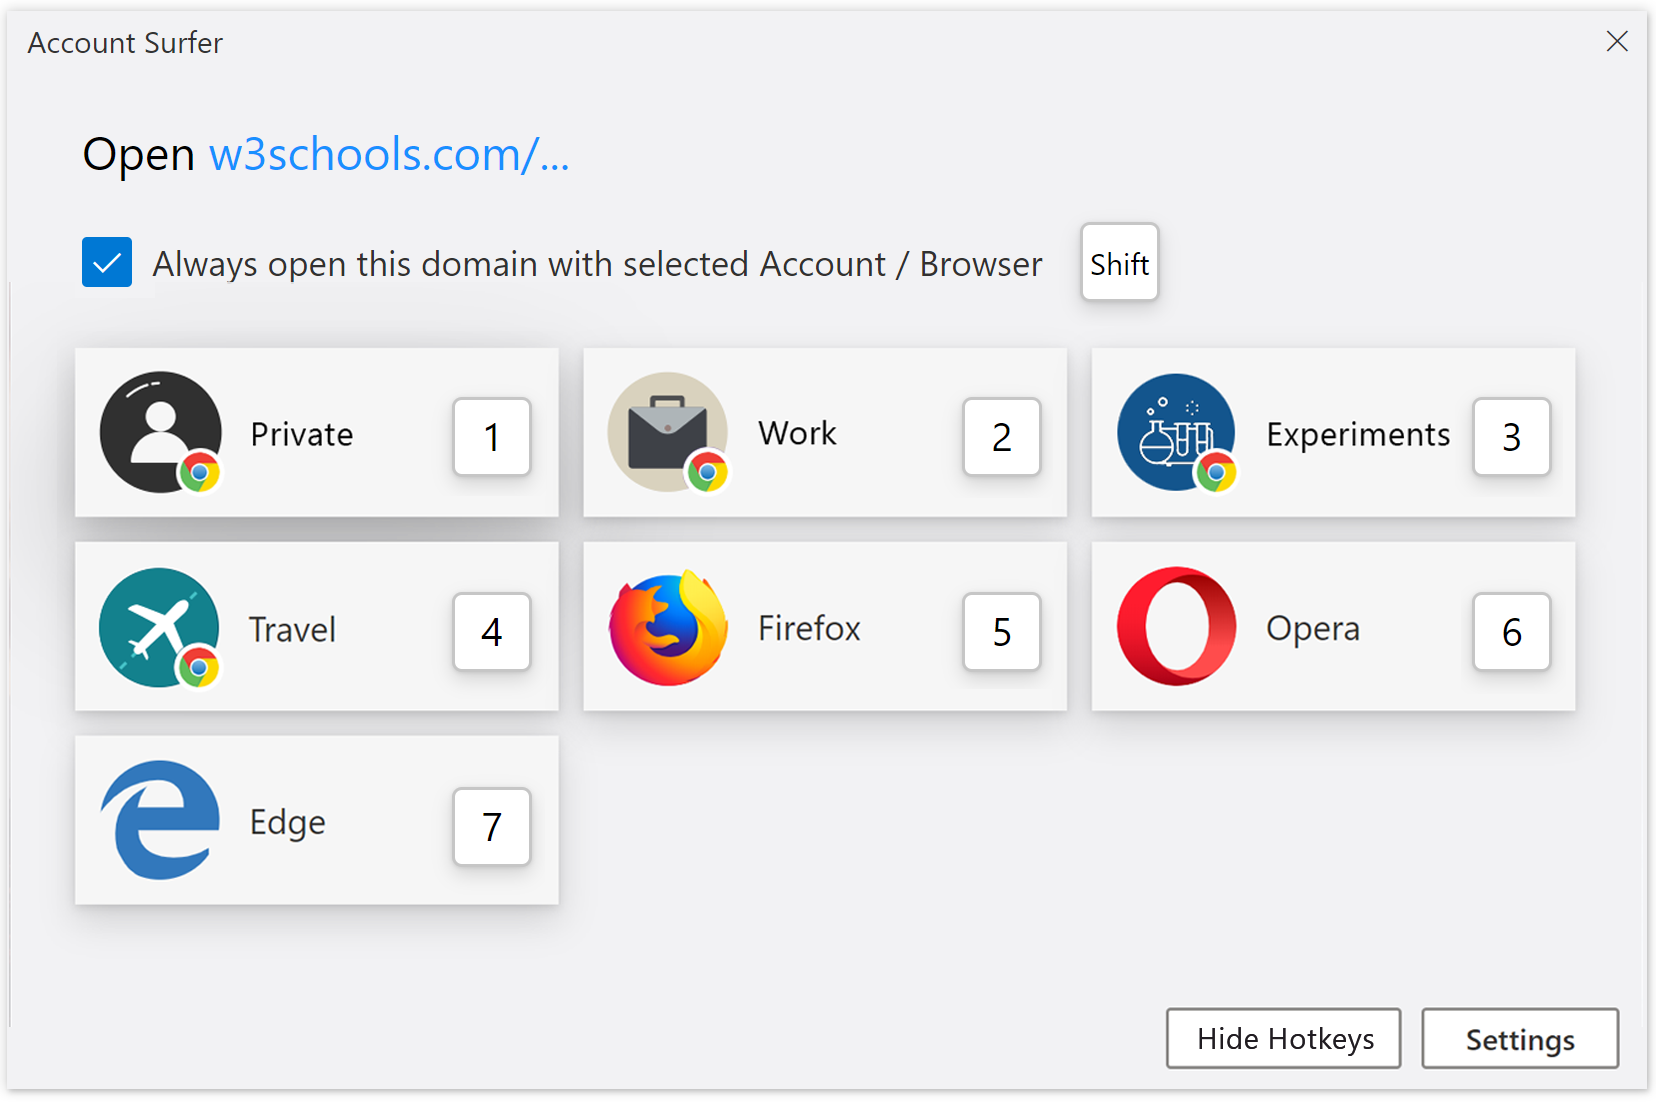 Account Surfer
Open w3schools.com/...
Always open this domain with selected Account / Browser Shift
Private 1
Work 2
Experiments 3
Travel 4
Firefox 5
Opera 6
Edge 7
Hide Hotkeys
Settings